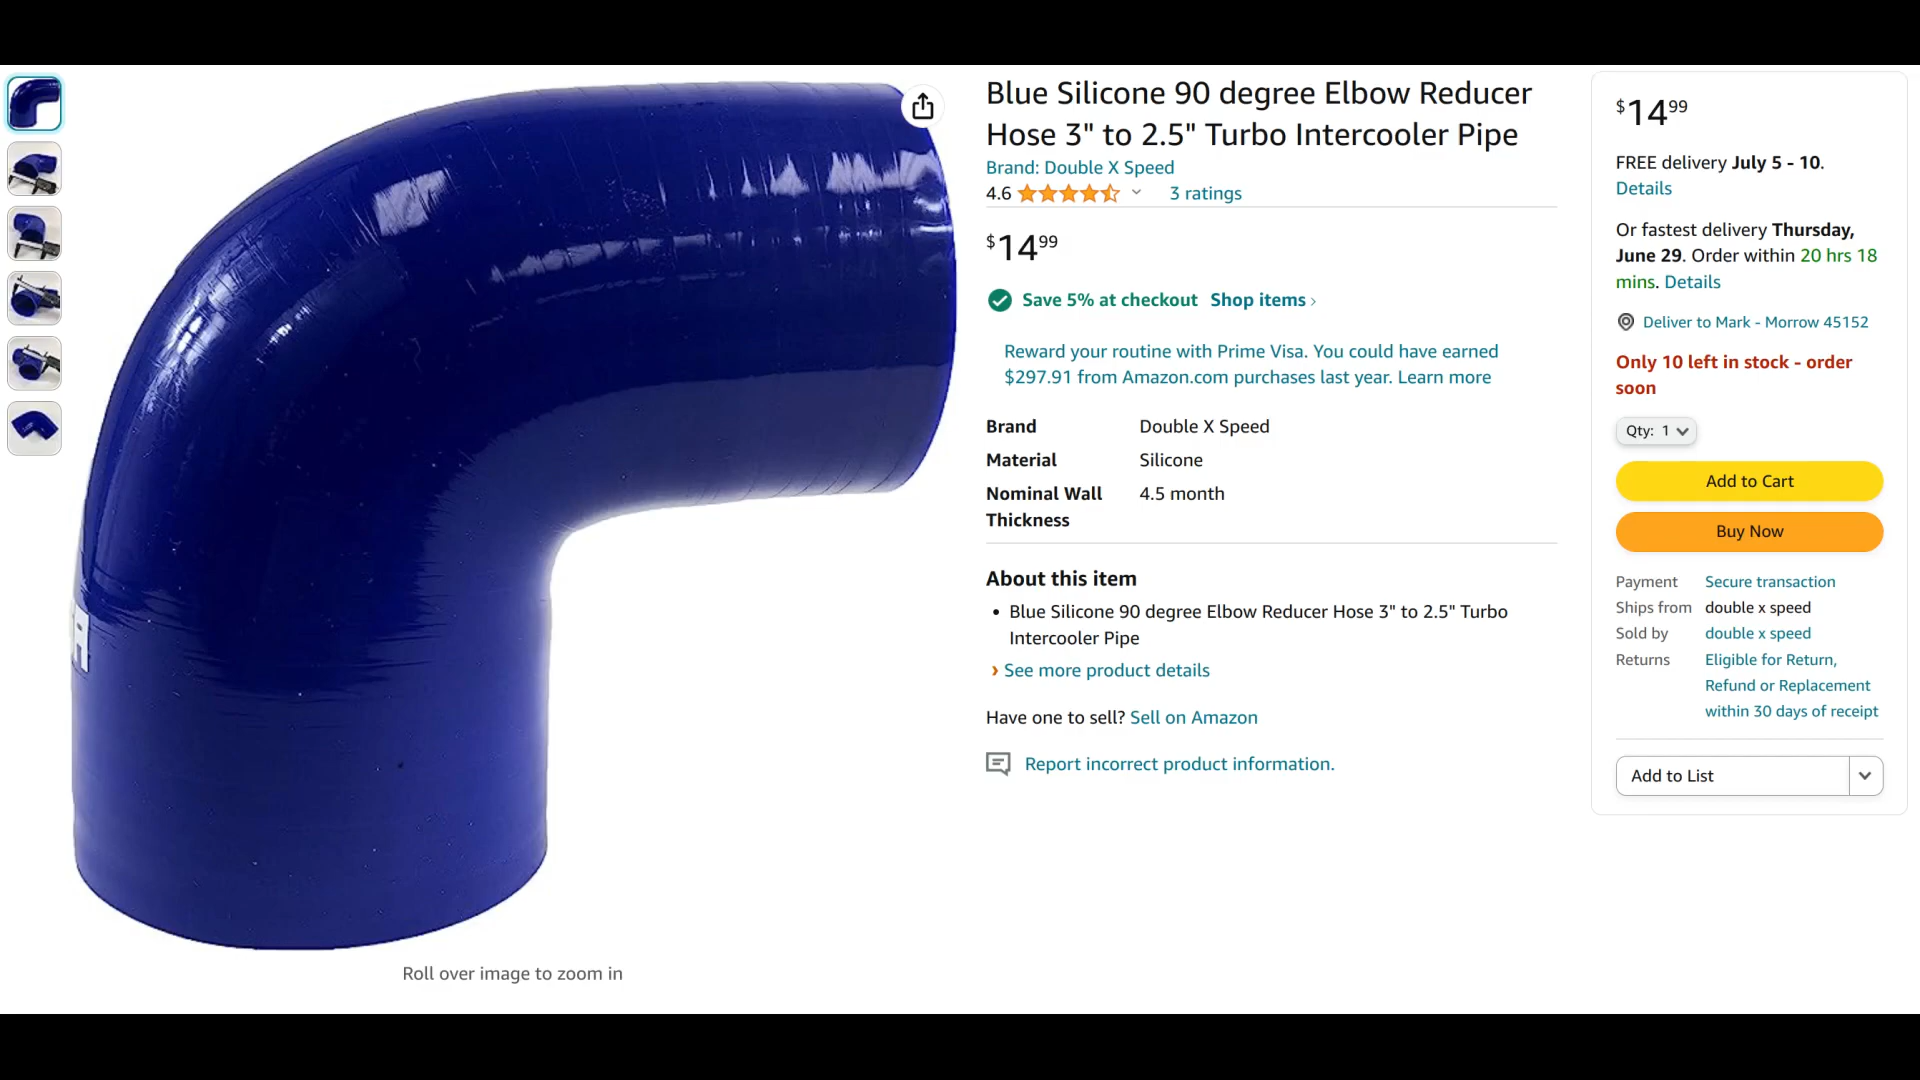 Blue Silicone 90 degree Elbow Reducer
Hose 3" to 2.5" Turbo Intercooler Pipe
Brand: Double X Speed
4.6
3 ratings
$14.99
Save 5% at checkout Shop items ›
Reward your routine with Prime Visa. You could have earned
$297.91 from Amazon.com purchases last year. Learn more
Brand Double X Speed
Material Silicone
Nominal Wall 4.5 month
Thickness
About this item
• Blue Silicone 90 degree Elbow Reducer Hose 3" to 2.5" Turbo
Intercooler Pipe
› See more product details
Have one to sell? Sell on Amazon
Report incorrect product information.
Roll over image to zoom in
$14.99
FREE delivery July 5 - 10.
Details
Or fastest delivery Thursday,
June 29. Order within 20 hrs 18
mins. Details
Deliver to Mark - Morrow 45152
Only 10 left in stock - order
soon
Qty: 1
Add to Cart
Buy Now
Payment Secure transaction
Ships from double x speed
Sold by double x speed
Returns Eligible for Return,
Refund or Replacement
within 30 days of receipt
Add to List